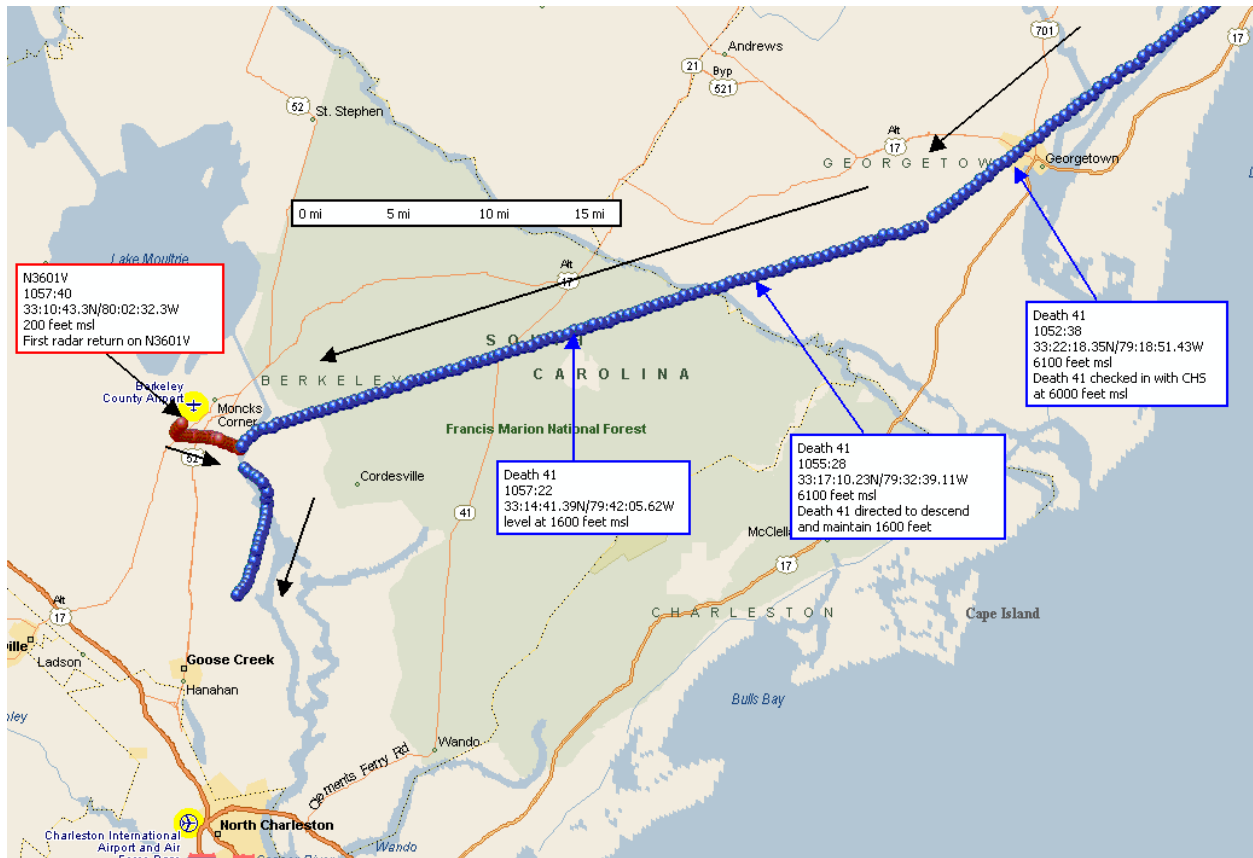 701
17
Andrews
21
Byp
521
52
St. Stephen
Alt
17
GEORGETOW
Georgetown
0 mi 5 mi 10 mi 15 mi
Lake Moultrie
Alt
17
N3601V
1057:40
33:10:43.3N/80:02:32.3W
200 feet msl
First radar return on N3601V
Death 41
1052:38
33:22:18.35N/79:18:51.43W
6100 feet msl
Death 41 checked in with CHS
at 6000 feet msl
SOUTH
CAROLINA
BERKELEY
Berkeley
County Airport
Moncks
Corner
Francis Marion National Forest
52
Cordesville
41
Death 41
1057:22
33:14:41.39N/79:42:05.62W
level at 1600 feet msl
Death 41
1055:28
33:17:10.23N/79:32:39.11W
6100 feet msl
Death 41 directed to descend
and maintain 1600 feet
McClella
17
Alt
17
CHARLESTON
Cape Island
ville
Ladson
Goose Creek
Hanahan
Bulls Bay
Wando
Clements Ferry Rd
North Charleston
Charleston International
Airport and Air
Wando